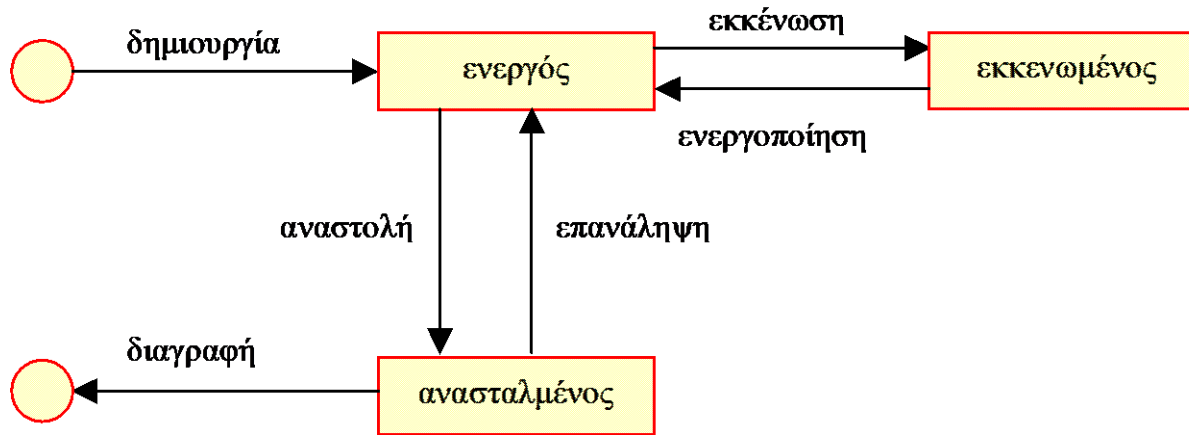 δημιουργία
ενεργός
εκκένωση
εκκενωμένος
ενεργοποίηση
αναστολή
επανάληψη
διαγραφή
ανασταλμένος